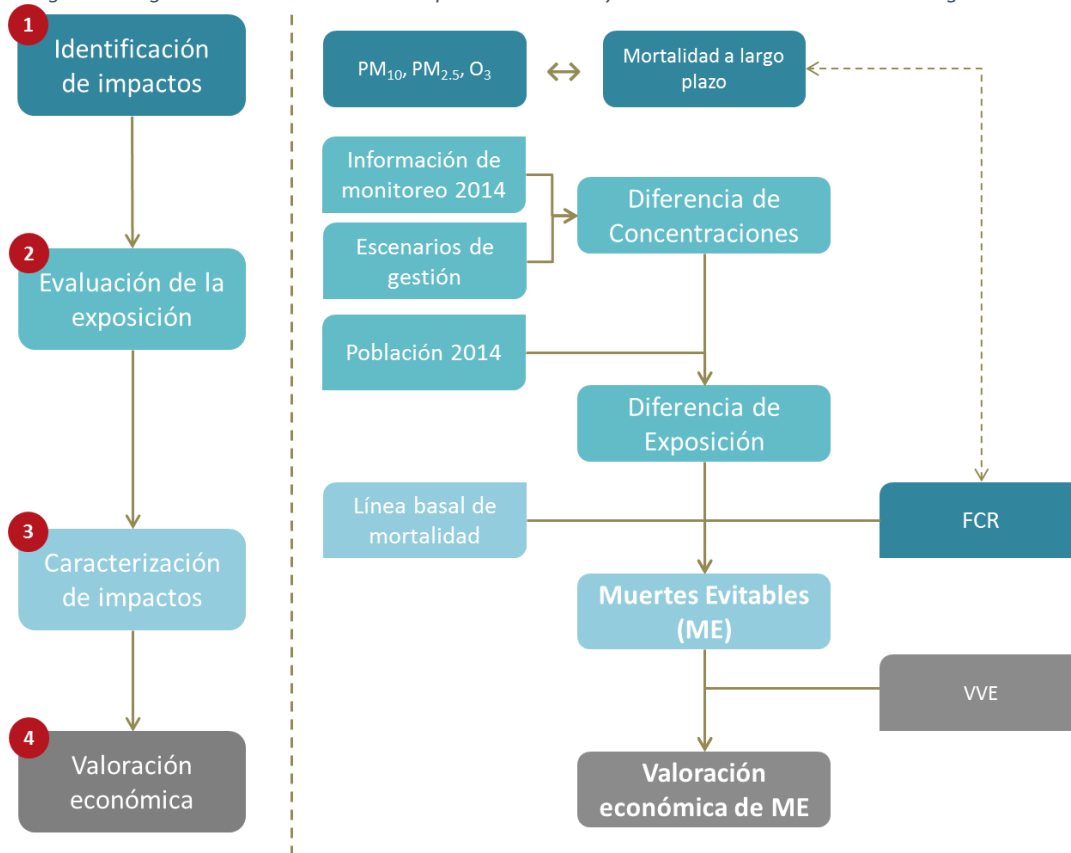 1
Identificación
de impactos
2
Evaluación de la
exposición
3
Caracterización
de impactos
4
Valoración
económica
PM10, PM2.5, O3
Mortalidad a largo
plazo
Información de
monitoreo 2014
Escenarios de
gestión
Diferencia de
Concentraciones
Población 2014
Diferencia de
Exposición
Línea basal de
mortalidad
FCR
Muertes Evitables
(ME)
VVE
Valoración
económica de ME